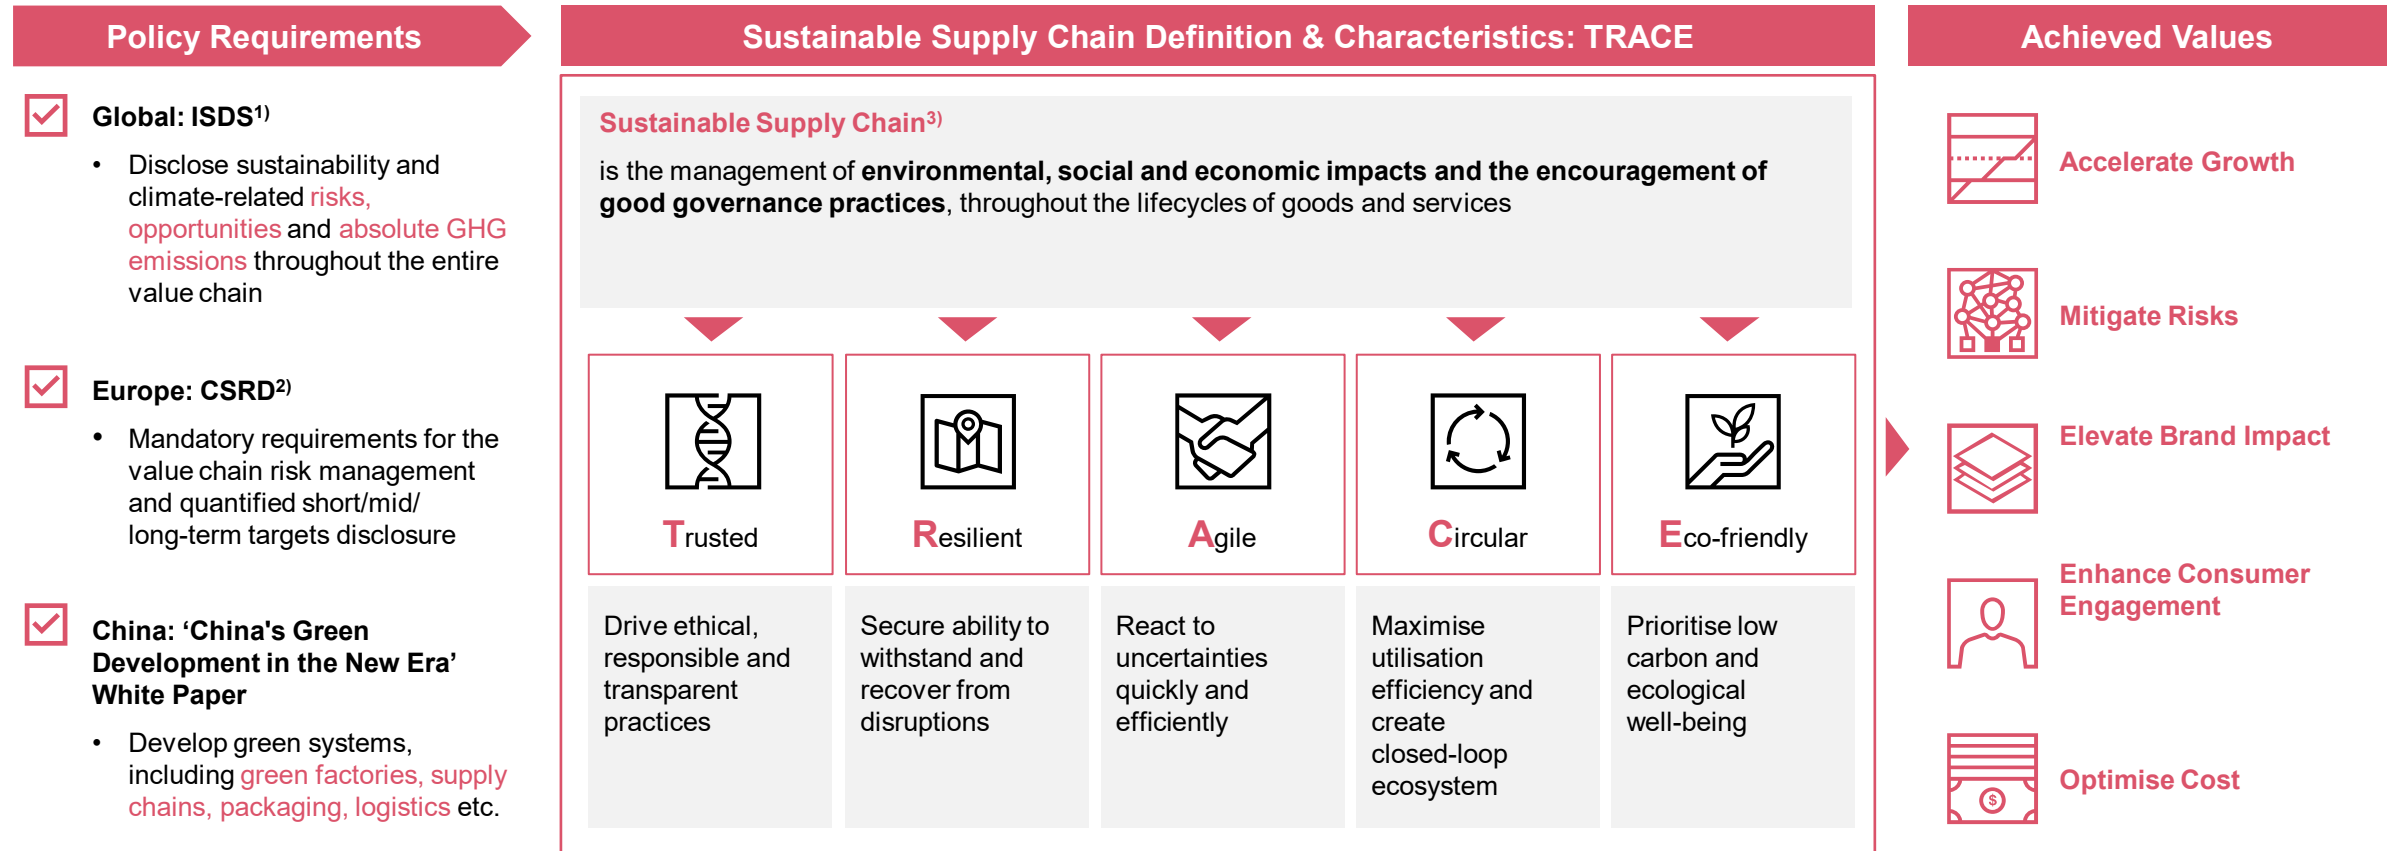 Policy Requirements
Global: ISDS1)
• Disclose sustainability and
climate-related risks,
opportunities and absolute GHG
emissions throughout the entire
value chain
Europe: CSRD2)
• Mandatory requirements for the
value chain risk management
and quantified short/mid/
long-term targets disclosure
China: ‘China's Green
Development in the New Era’
White Paper
• Develop green systems,
including green factories, supply
chains, packaging, logistics etc.
Sustainable Supply Chain Definition & Characteristics: TRACE
Sustainable Supply Chain3)
is the management of environmental, social and economic impacts and the encouragement of
good governance practices, throughout the lifecycles of goods and services
Trusted
Drive ethical,
responsible and
transparent
practices
Resilient
Secure ability to
withstand and
recover from
disruptions
Agile
React to
uncertainties
quickly and
efficiently
Circular
Maximise
utilisation
efficiency and
create
closed-loop
ecosystem
Eco-friendly
Prioritise low
carbon and
ecological
well-being
Achieved Values
Accelerate Growth
Mitigate Risks
Elevate Brand Impact
Enhance Consumer
Engagement
$
Optimise Cost